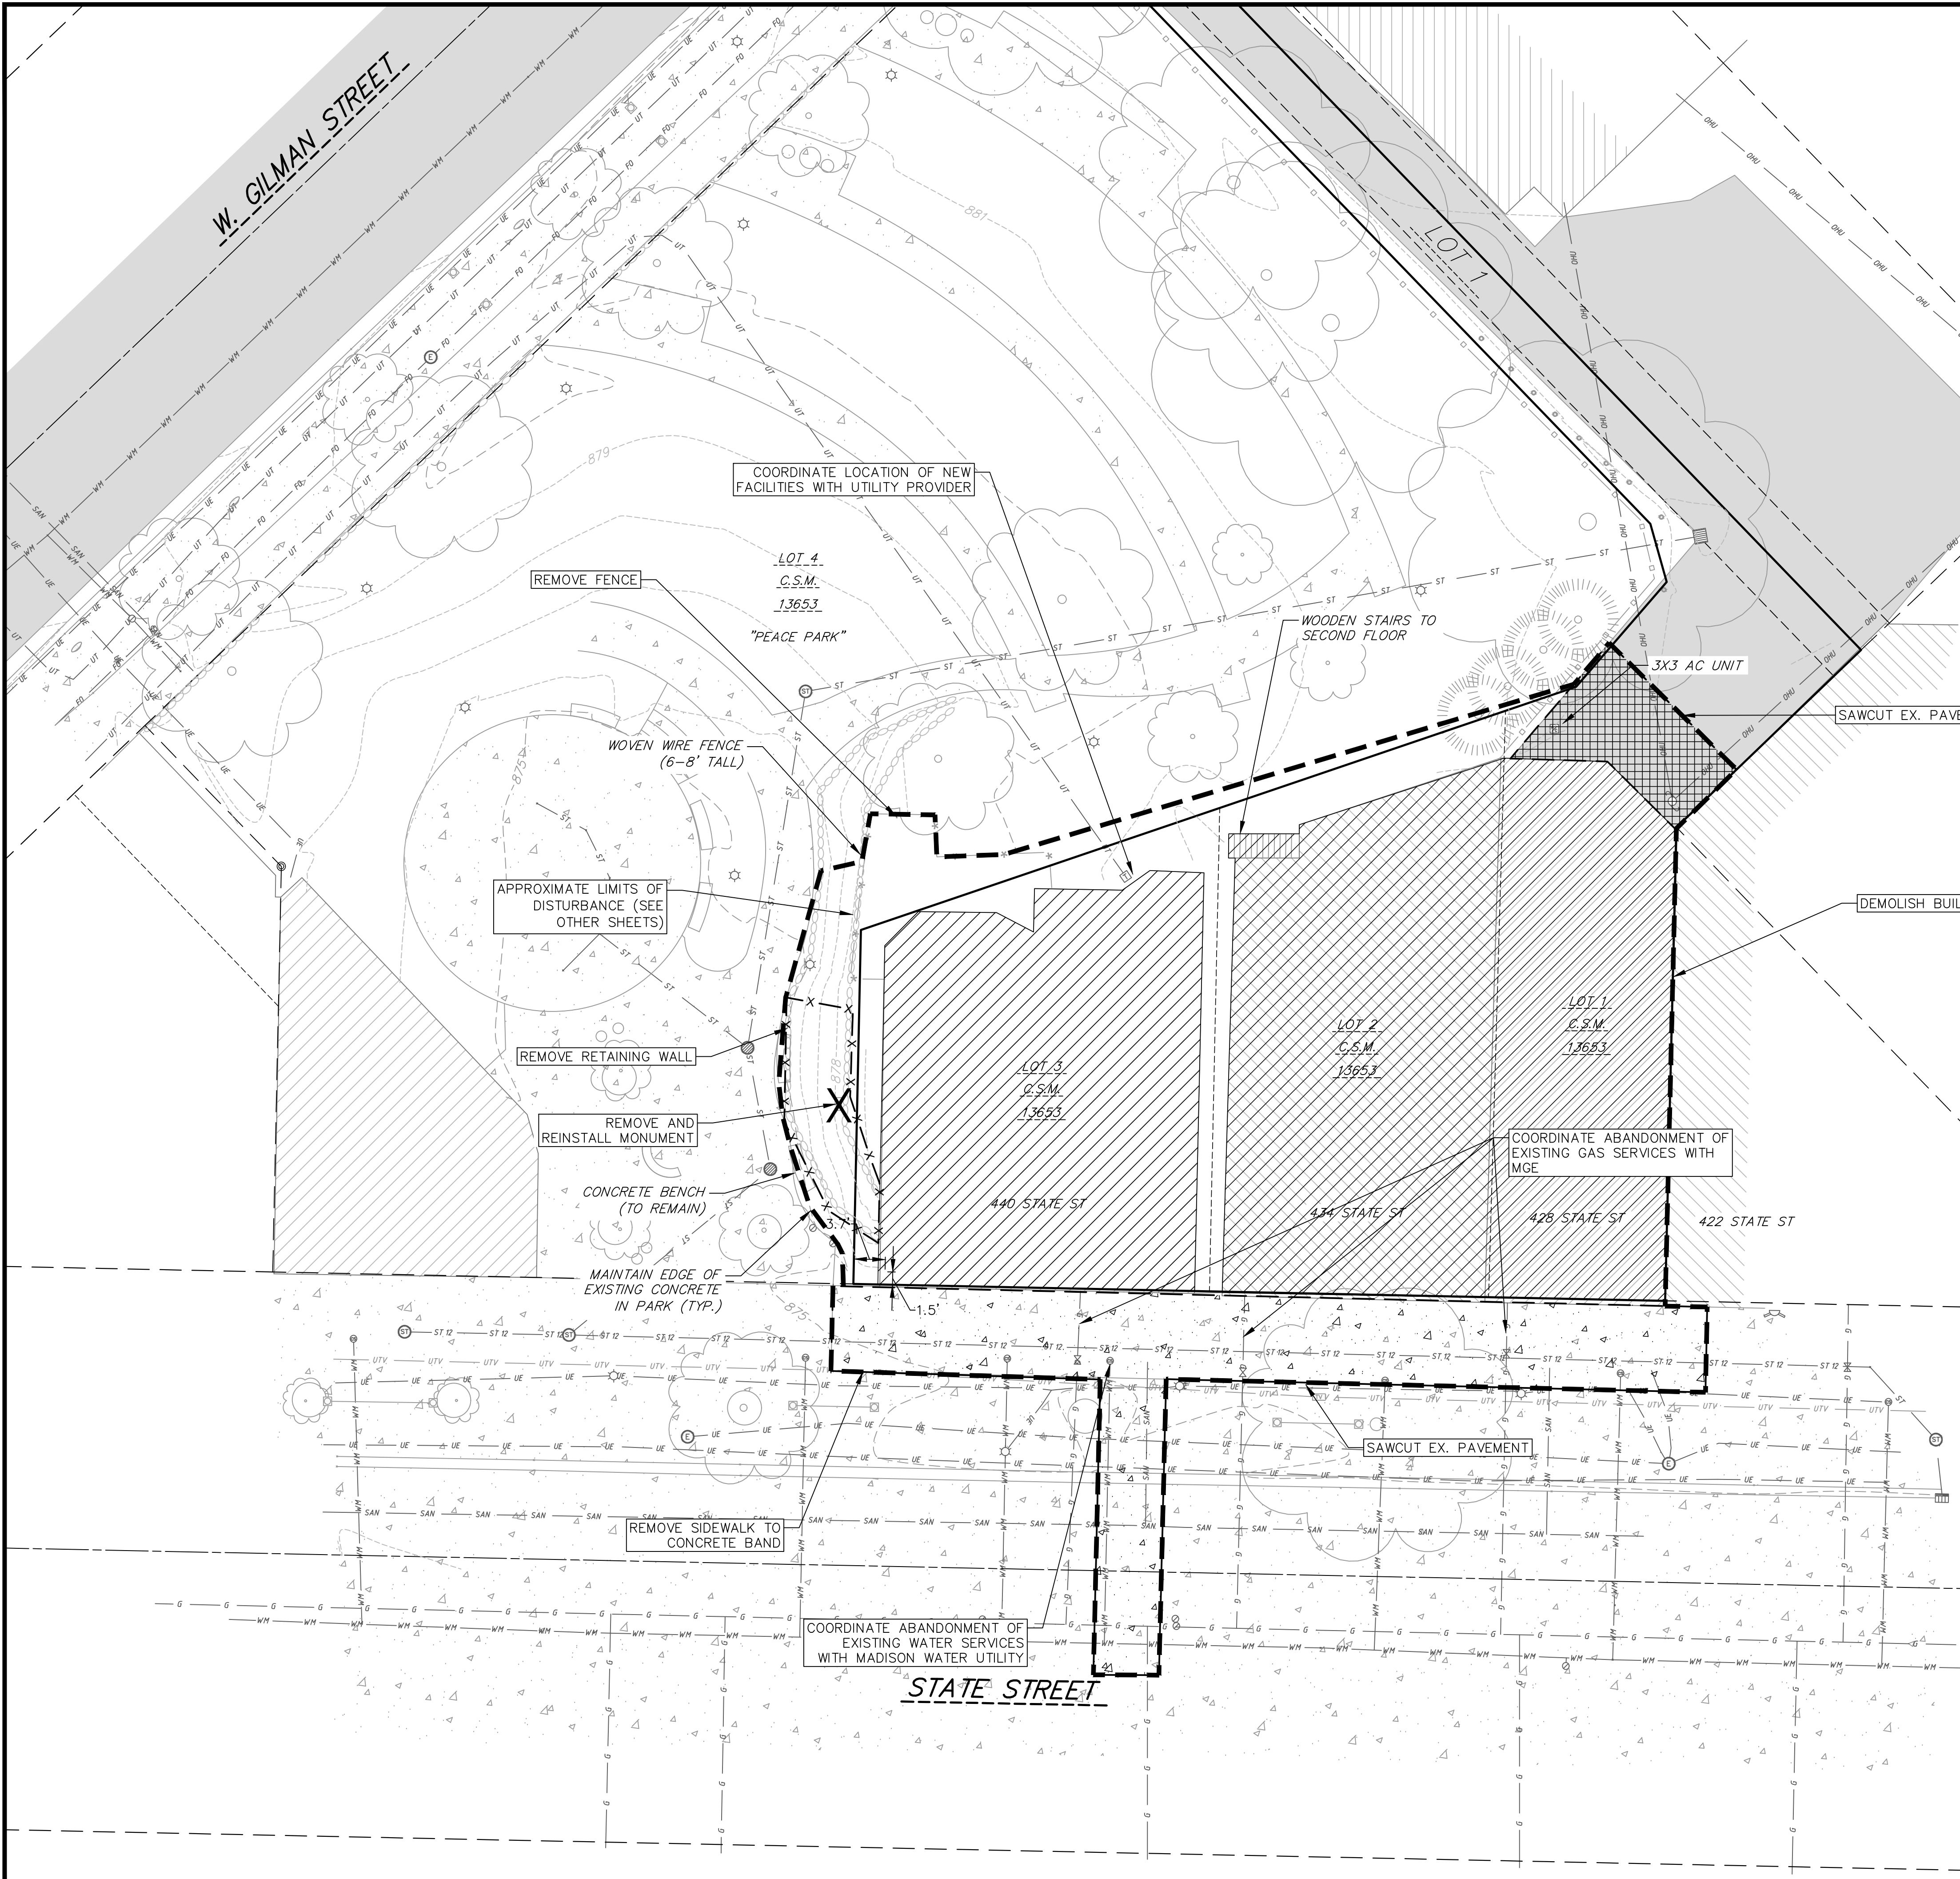 W. GILMAN STREET
LOT 1
881
879
COORDINATE LOCATION OF NEW
FACILITIES WITH UTILITY PROVIDER
LOT 4
C.S.M.
13653
"PEACE PARK"
REMOVE FENCE
WOODEN STAIRS TO
SECOND FLOOR
3X3 AC UNIT
SAWCUT EX. PAVE
WOVEN WIRE FENCE
(6-8' TALL)
875
APPROXIMATE LIMITS OF
DISTURBANCE (SEE
OTHER SHEETS)
DEMOLISH BUIL
REMOVE RETAINING WALL
878
LOT 3
C.S.M.
13653
LOT 2
C.S.M.
13653
LOT 1
C.S.M.
13653
REMOVE AND
REINSTALL MONUMENT
COORDINATE ABANDONMENT OF
EXISTING GAS SERVICES WITH
MGE
CONCRETE BENCH
(TO REMAIN)
3.7'
440 STATE ST
434 STATE ST
428 STATE ST
422 STATE ST
MAINTAIN EDGE OF
EXISTING CONCRETE
IN PARK (TYP.)
875
1.5'
SAWCUT EX. PAVEMENT
REMOVE SIDEWALK TO
CONCRETE BAND
COORDINATE ABANDONMENT OF
EXISTING WATER SERVICES
WITH MADISON WATER UTILITY
STATE STREET